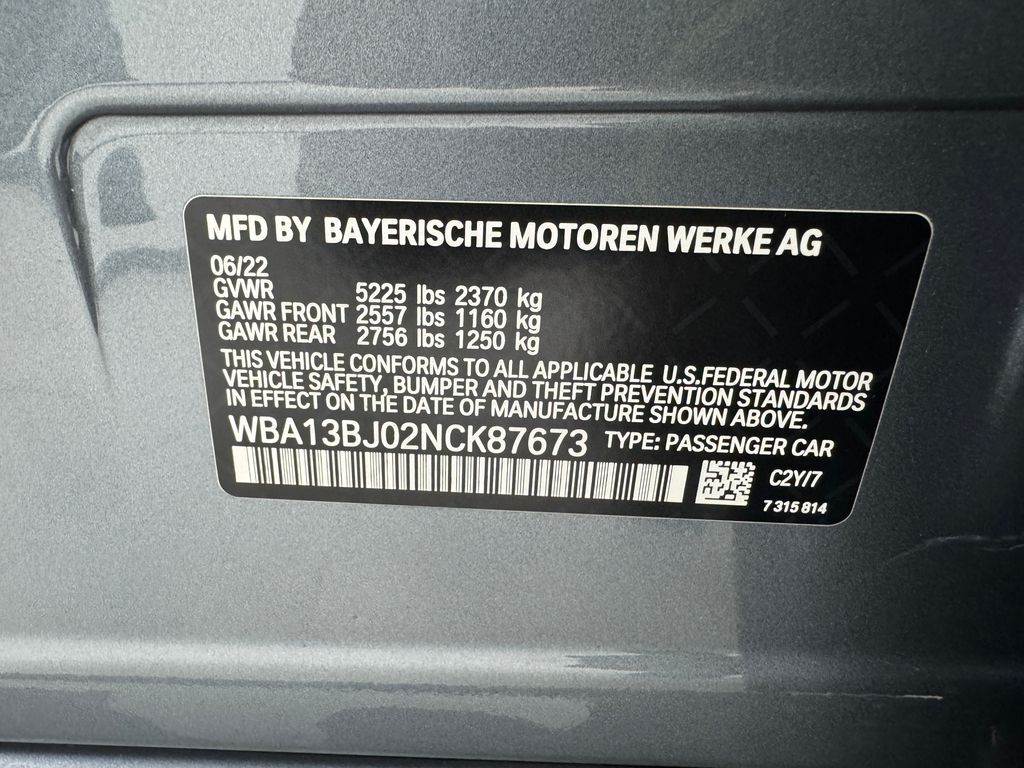 MFD BY BAYERISCHE MOTOREN WERKE AG
06/22
GVWR 5225 lbs 2370 kg
GAWR FRONT 2557 lbs 1160 kg
GAWR REAR 2756 lbs 1250 kg
THIS VEHICLE CONFORMS TO ALL APPLICABLE U.S.FEDERAL MOTOR
VEHICLE SAFETY, BUMPER AND THEFT PREVENTION STANDARDS
IN EFFECT ON THE DATE OF MANUFACTURE SHOWN ABOVE.
WBA13BJ02NCK87673 TYPE: PASSENGER CAR
C2Y/7
7 315 814